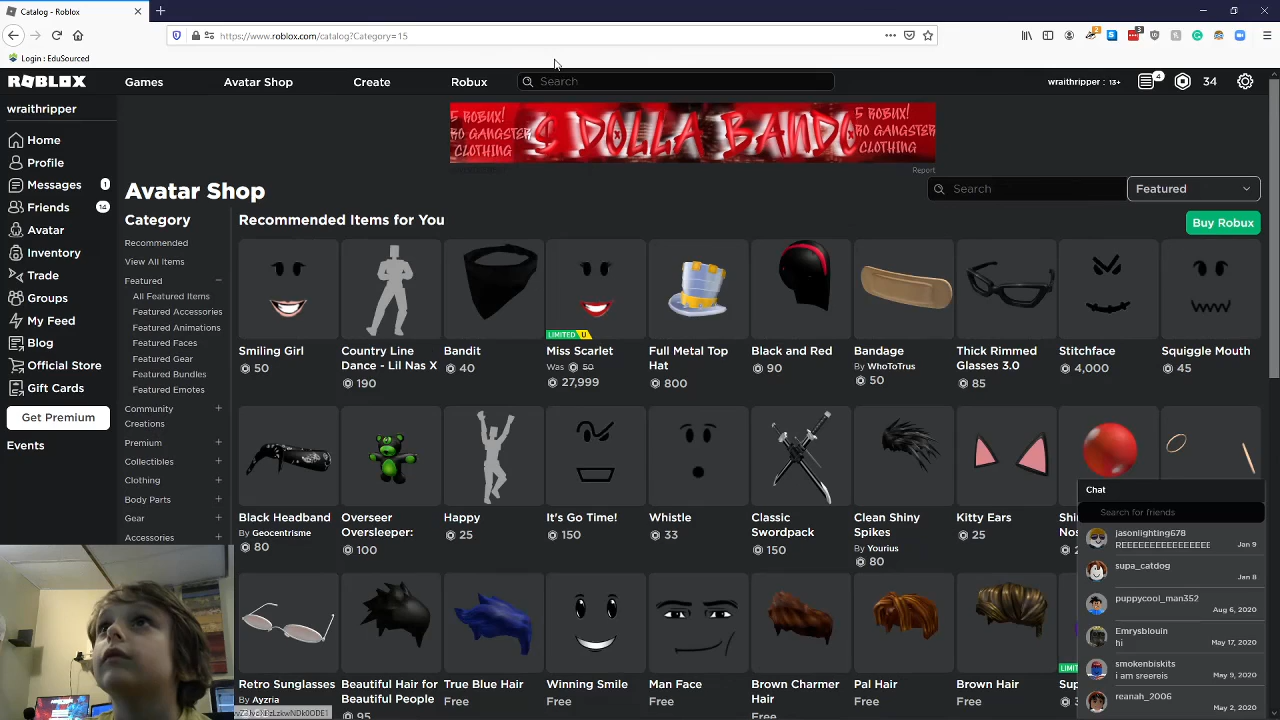 Catalog - Roblox
https://www.roblox.com/catalog?Category=15
Login : EduSourced
ROBLOX
Games
Avatar Shop
Create
Robux
Search
wraithripper : 13+
4
34
wraithripper
Home
Profile
Messages
1
Friends
14
Avatar
Inventory
Trade
Groups
My Feed
Blog
Official Store
Gift Cards
Get Premium
Events
5 ROBUX!
RO GANGSTER
CLOTHING
$ DOLLA BANDO
5 ROBUX!
RO GANGSTER
CLOTHING
Report
Avatar Shop
Search
Featured
Category
Recommended
View All Items
Featured
All Featured Items
Featured Accessories
Featured Animations
Featured Faces
Featured Gear
Featured Bundles
Featured Emotes
Community
Creations
Premium
Collectibles
Clothing
Body Parts
Gear
Accessories
Recommended Items for You
Buy Robux
Smiling Girl
50
Country Line
Dance - Lil Nas X
190
Bandit
40
LIMITED U
Miss Scarlet
Was 50
27,999
Full Metal Top
Hat
800
Black and Red
90
Bandage
By WhoToTrus
50
Thick Rimmed
Glasses 3.0
85
Stitchface
4,000
Squiggle Mouth
45
Black Headband
By Geocentrisme
80
Overseer
Oversleeper:
100
Happy
25
It's Go Time!
150
Whistle
33
Classic
Swordpack
150
Clean Shiny
Spikes
By Yourius
80
Kitty Ears
25
Retro Sunglasses
By Ayzria
Beautiful Hair for
Beautiful People
95
True Blue Hair
Free
Winning Smile
Free
Man Face
Free
Brown Charmer
Hair
Free
Pal Hair
Free
Brown Hair
Free
Chat
Search for friends
jasonlighting678
REEEEEEEEEEEEEEEE
Jan 9
supa_catdog
Jan 8
puppycool_man352
Aug 6, 2020
Emrysblouin
hi
May 17, 2020
smokenbiskits
i am sreereis
May 9, 2020
reanah_2006
May 2, 2020